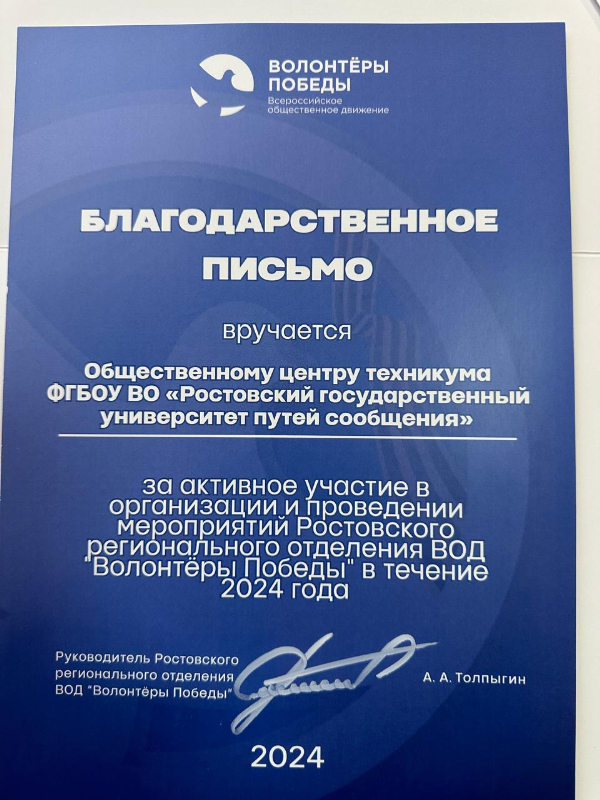 ВОЛОНТЁРЫ
ПОБЕДЫ
Всероссийское
общественное движение
БЛАГОДАРСТВЕННОЕ
ПИСЬМО
вручается
Общественному центру техникума
ФГБОУ ВО «Ростовский государственный
университет путей сообщения»
за активное участие в
организации и проведении
мероприятий Ростовского
регионального отделения ВОД
"Волонтёры Победы" в течение
2024 года
Руководитель Ростовского
регионального отделения
ВОД "Волонтёры Победы"
А. А. Толпыгин
2024